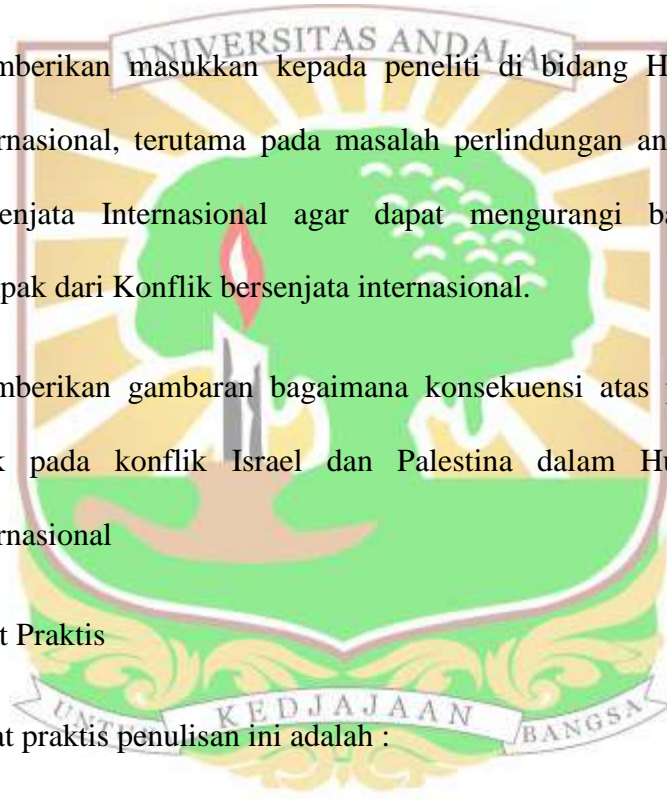 UNIVERSITAS ANDALAS
mberikan masukkan kepada peneliti di bidang H
rnasional, terutama pada masalah perlindungan an
enjata Internasional agar dapat mengurangi ba
pak dari Konflik bersenjata internasional.
mberikan gambaran bagaimana konsekuensi atas p
k pada konflik Israel dan Palestina dalam Hu
rnasional
t Praktis
at praktis penulisan ini adalah :
UNTUK KEDJAJAAN BANGSA